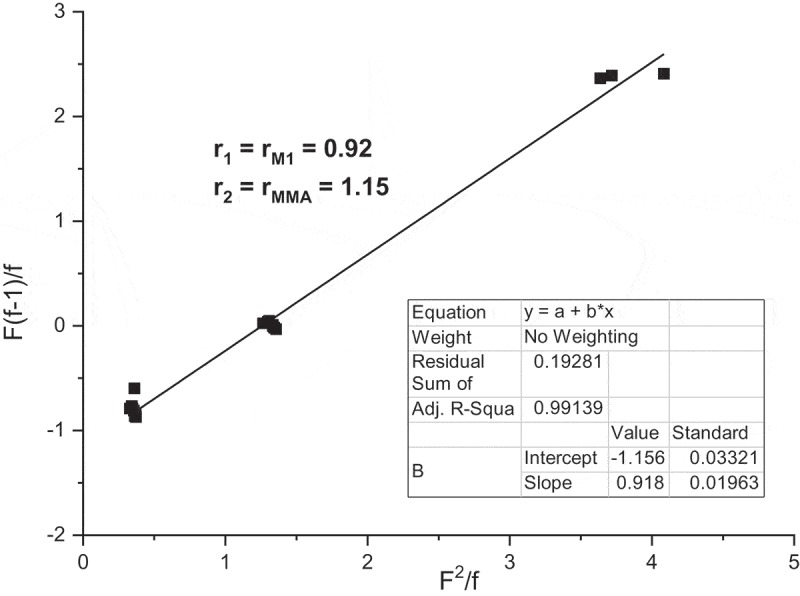 3
2
1
0
-1
-2
F(f-1)/f
r₁ = r_M1 = 0.92
r₂ = r_MMA = 1.15
Equation y = a + b*x
Weight No Weighting
Residual Sum of 0.19281
Adj. R-Squa 0.99139
Value Standard
B Intercept -1.156 0.03321
Slope 0.918 0.01963
0 1 2 3 4 5
F²/f